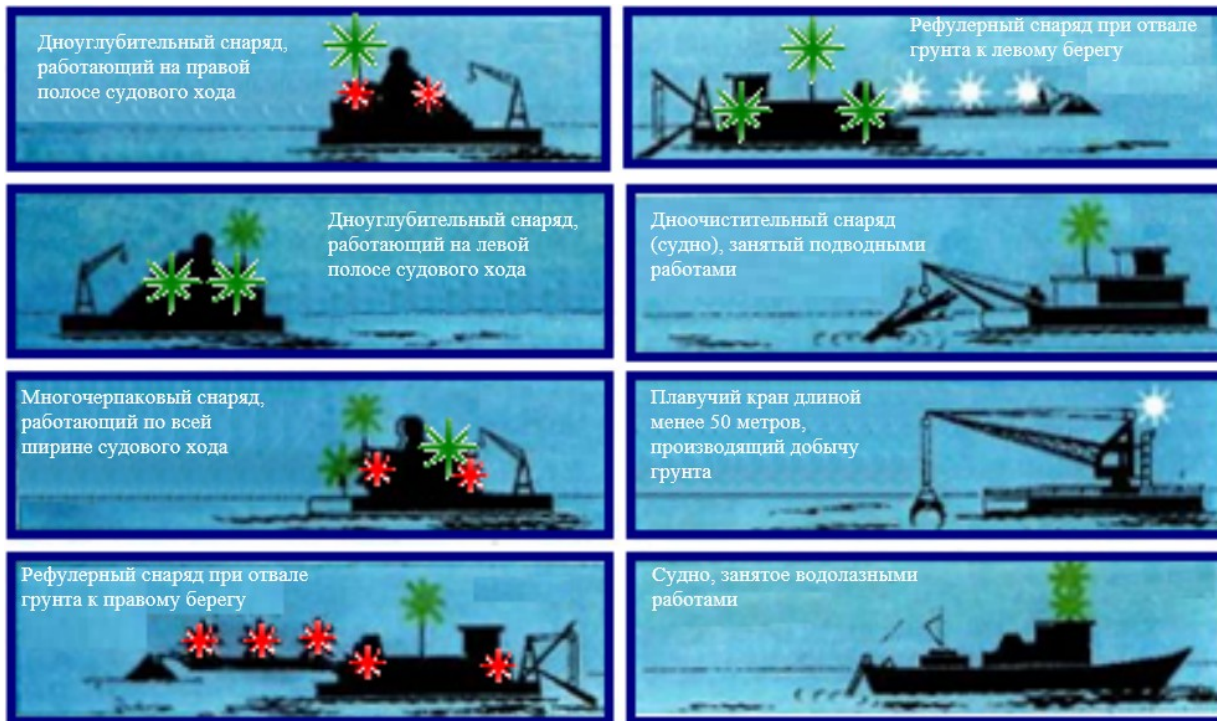 Дноуглубительный снаряд,
работающий на правой
полосе судового хода
Рефулерный снаряд при отвале
грунта к левому берегу
Дноуглубительный снаряд,
работающий на левой
полосе судового хода
Дноочистительный снаряд
(судно), занятый подводными
работами
Многочерпаковый снаряд,
работающий по всей
ширине судового хода
Плавучий кран длиной
менее 50 метров,
производящий добычу
грунта
Рефулерный снаряд при отвале
грунта к правому берегу
Судно, занятое водолазными
работами